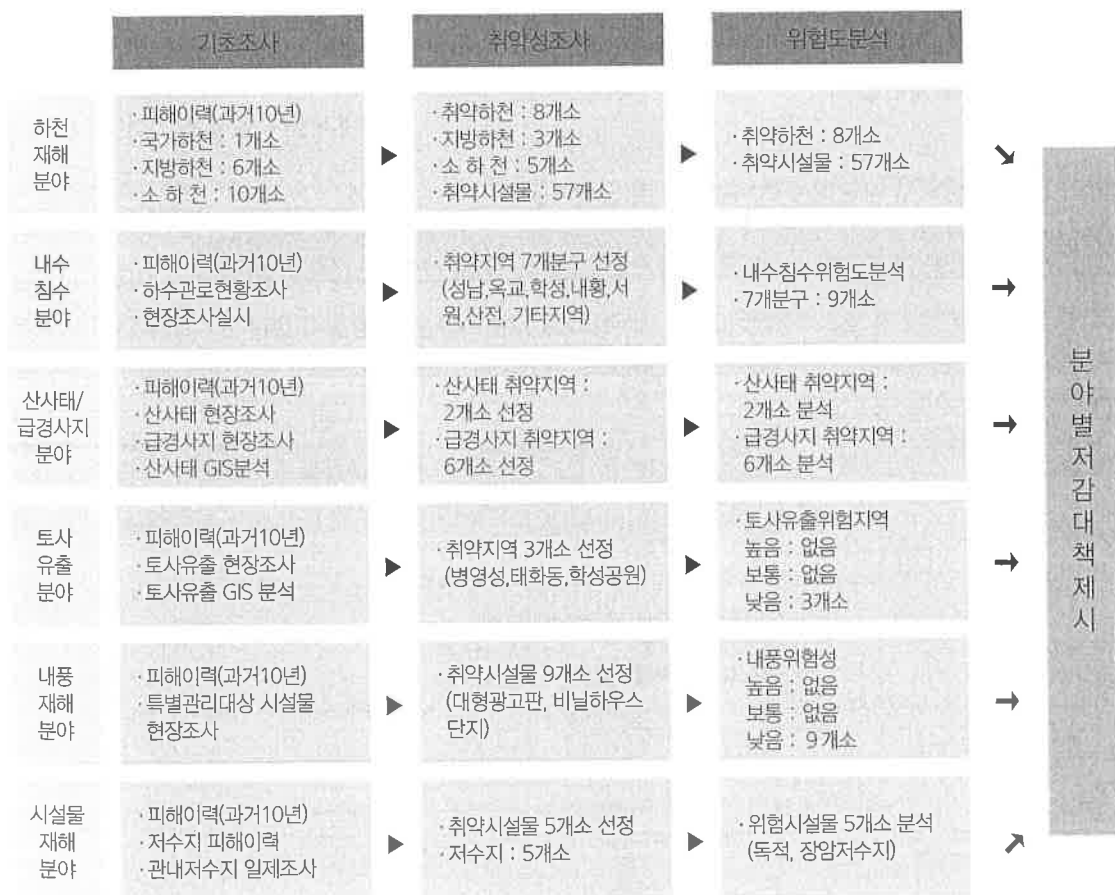 기초조사
취약성조사
위험도분석
하천
재해
분야
·피해이력(과거10년)
·국가하천 : 1개소
·지방하천 : 6개소
·소 하 천 : 10개소
·취약하천 : 8개소
·지방하천 : 3개소
·소 하 천 : 5개소
·취약시설물 : 57개소
·취약하천 : 8개소
·취약시설물 : 57개소
내수
침수
분야
·피해이력(과거10년)
·하수관로현황조사
·현장조사실시
·취약지역 7개분구 선정
(성남,옥교,학성,내황,서
원,산전, 기타지역)
·내수침수위험도분석
·7개분구 : 9개소
산사태/
급경사지
분야
·피해이력(과거10년)
·산사태 현장조사
·급경사지 현장조사
·산사태 GIS분석
·산사태 취약지역 :
2개소 선정
·급경사지 취약지역 :
6개소 선정
·산사태 취약지역 :
2개소 분석
·급경사지 취약지역 :
6개소 분석
토사
유출
분야
·피해이력(과거10년)
·토사유출 현장조사
·토사유출 GIS 분석
·취약지역 3개소 선정
(병영성,태화동,학성공원)
·토사유출위험지역
높음 : 없음
보통 : 없음
낮음 : 3개소
내풍
재해
분야
·피해이력(과거10년)
·특별관리대상 시설물
현장조사
·취약시설물 9개소 선정
(대형광고판, 비닐하우스
단지)
·내풍위험성
높음 : 없음
보통 : 없음
낮음 : 9개소
시설물
재해
분야
·피해이력(과거10년)
·저수지 피해이력
·관내저수지 일제조사
·취약시설물 5개소 선정
·저수지 : 5개소
·위험시설물 5개소 분석
(독적, 장암저수지)
분야별저감대책제시